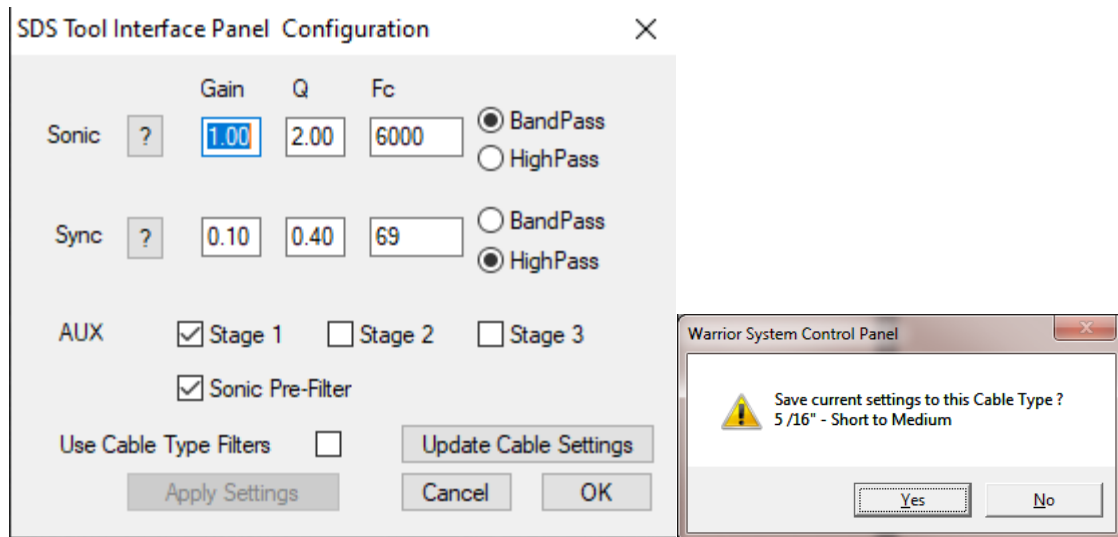 SDS Tool Interface Panel  Configuration
Gain Q Fc
Sonic ? 1.00 2.00 6000 BandPass
HighPass
Sync ? 0.10 0.40 69 BandPass
HighPass
AUX Stage 1 Stage 2 Stage 3
Sonic Pre-Filter
Use Cable Type Filters Update Cable Settings
Apply Settings Cancel OK
Warrior System Control Panel
Save current settings to this Cable Type ?
5 /16" - Short to Medium
Yes No